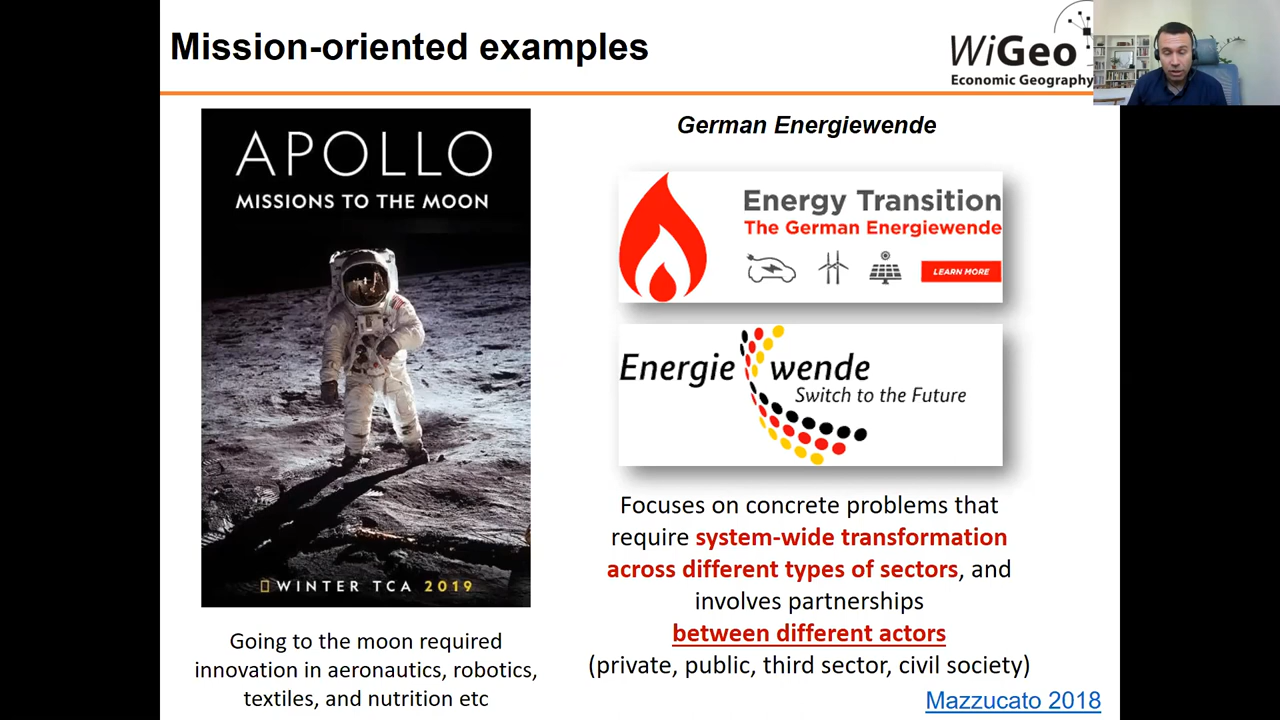 Mission-oriented examples
WiGeo
Economic Geography
APOLLO
MISSIONS TO THE MOON
WINTER TCA 2019
Going to the moon required
innovation in aeronautics, robotics,
textiles, and nutrition etc
German Energiewende
Energy Transition
The German Energiewende
LEARN MORE
Energie wende
Switch to the Future
Focuses on concrete problems that
require system-wide transformation
across different types of sectors, and
involves partnerships
between different actors
(private, public, third sector, civil society)
Mazzucato 2018